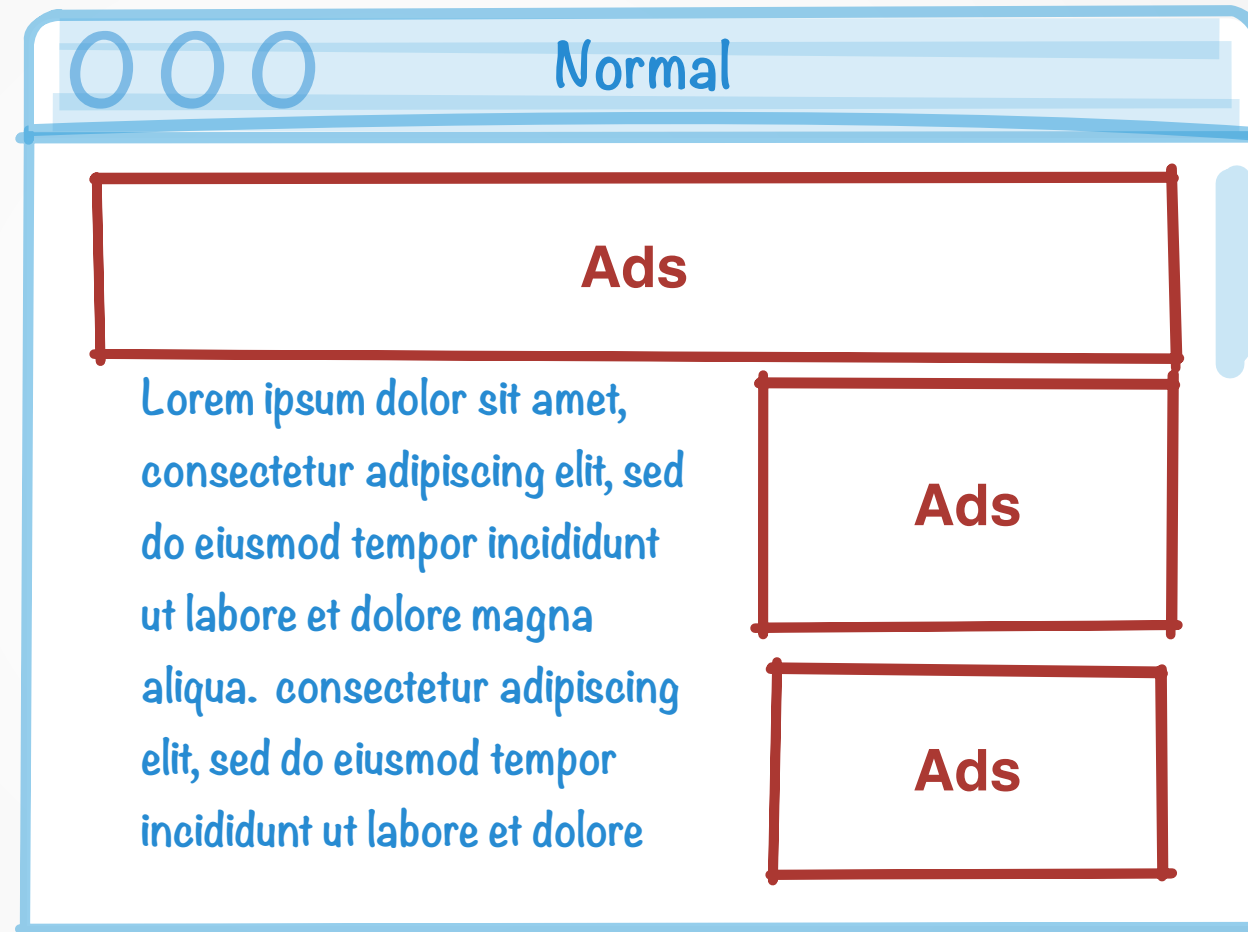 Normal
Ads
Lorem ipsum dolor sit amet,
consectetur adipiscing elit, sed
do eiusmod tempor incididunt
ut labore et dolore magna
aliqua.  consectetur adipiscing
elit, sed do eiusmod tempor
incididunt ut labore et dolore
Ads
Ads